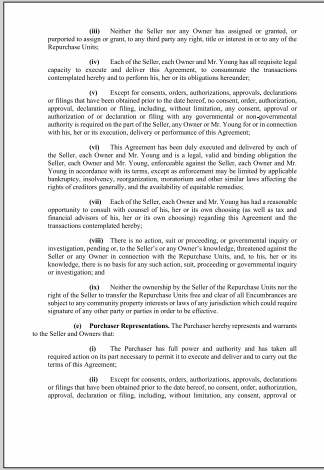 (iii) Neither the Seller nor any Owner has assigned or granted, or
purported to assign or grant, to any third party any right, title or interest in or to any of the
Repurchase Units;
(iv) Each of the Seller, each Owner and Mr. Young has all requisite legal
capacity to execute and deliver this Agreement, to consummate the transactions
contemplated hereby and to perform his, her or its obligations hereunder;
(v) Except for consents, orders, authorizations, approvals, declarations
or filings that have been obtained prior to the date hereof, no consent, order, authorization,
approval, declaration or filing, including, without limitation, any consent, approval or
authorization of or declaration or filing with any governmental or non-governmental
authority is required on the part of the Seller, any Owner or Mr. Young for or in connection
with his, her or its execution, delivery or performance of this Agreement;
(vi) This Agreement has been duly executed and delivered by each of
the Seller, each Owner and Mr. Young and is a legal, valid and binding obligation the
Seller, each Owner and Mr. Young, enforceable against the Seller, each Owner and Mr.
Young in accordance with its terms, except as enforcement may be limited by applicable
bankruptcy, insolvency, reorganization, moratorium and other similar laws affecting the
rights of creditors generally, and the availability of equitable remedies;
(vii) Each of the Seller, each Owner and Mr. Young has had a reasonable
opportunity to consult with counsel of his, her or its own choosing (as well as tax and
financial advisors of his, her or its own choosing) regarding this Agreement and the
transactions contemplated hereby;
(viii) There is no action, suit or proceeding, or governmental inquiry or
investigation, pending or, to the Seller's or any Owner's knowledge, threatened against the
Seller or any Owner in connection with the Repurchase Units, and, to his, her or its
knowledge, there is no basis for any such action, suit, proceeding or governmental inquiry
or investigation; and
(ix) Neither the ownership by the Seller of the Repurchase Units nor the
right of the Seller to transfer the Repurchase Units free and clear of all Encumbrances are
subject to any community property interests or laws of any jurisdiction which could require
signature of any other party or parties in order to be effective.
(e) Purchaser Representations. The Purchaser hereby represents and warrants
to the Seller and Owners that:
(i) The Purchaser has full power and authority and has taken all
required action on its part necessary to permit it to execute and deliver and to carry out the
terms of this Agreement;
(ii) Except for consents, orders, authorizations, approvals, declarations
or filings that have been obtained prior to the date hereof, no consent, order, authorization,
approval, declaration or filing, including, without limitation, any consent, approval or